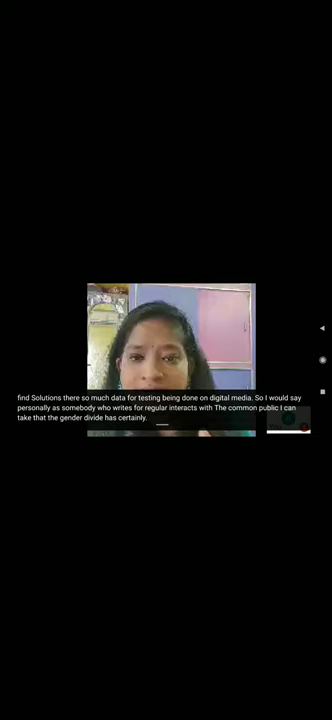 find Solutions there so much data for testing being done on digital media. So I would say
personally as somebody who writes for regular interacts with The common public I can
take that the gender divide has certainly.